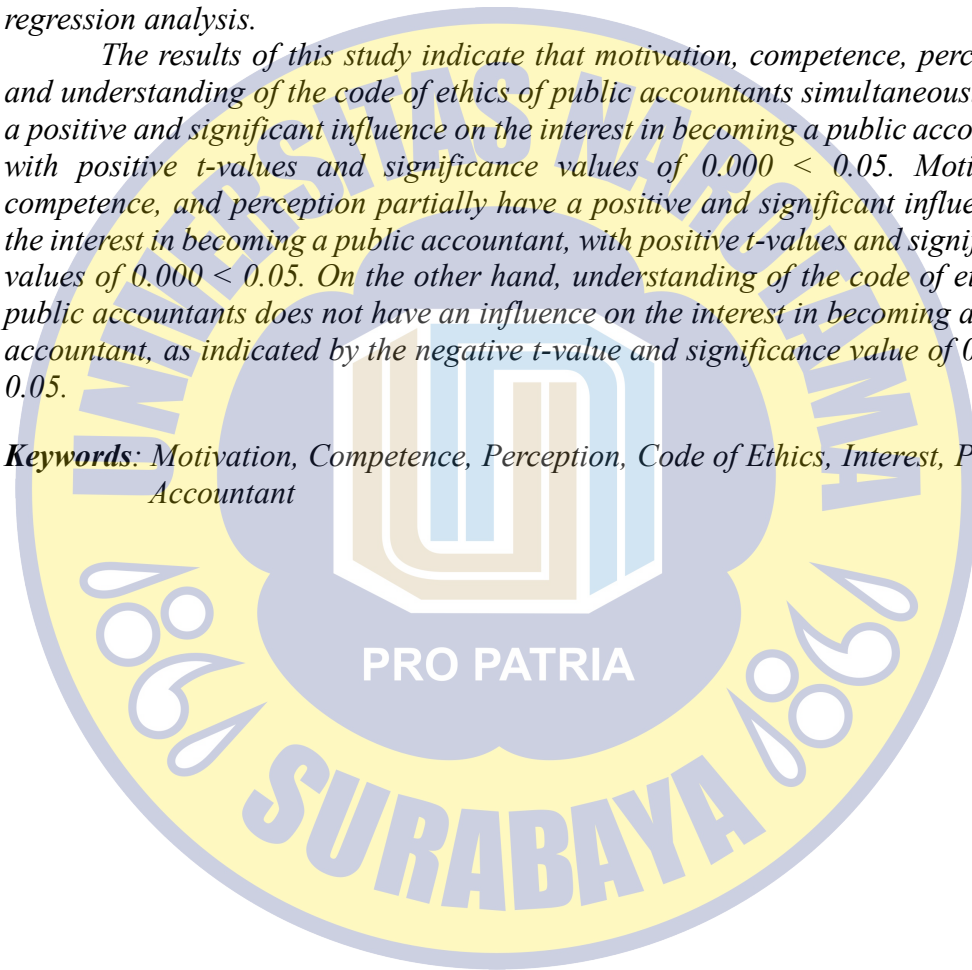 regression analysis.
The results of this study indicate that motivation, competence, perc
and understanding of the code of ethics of public accountants simultaneous
a positive and significant influence on the interest in becoming a public acco
with positive t-values and significance values of 0.000 < 0.05. Moti
competence, and perception partially have a positive and significant influe
the interest in becoming a public accountant, with positive t-values and signif
values of 0.000 < 0.05. On the other hand, understanding of the code of e
public accountants does not have an influence on the interest in becoming a
accountant, as indicated by the negative t-value and significance value of 0
0.05.
Keywords: Motivation, Competence, Perception, Code of Ethics, Interest, P
Accountant
UNIVERSITAS NAROTAMA
PRO PATRIA
SURABAYA